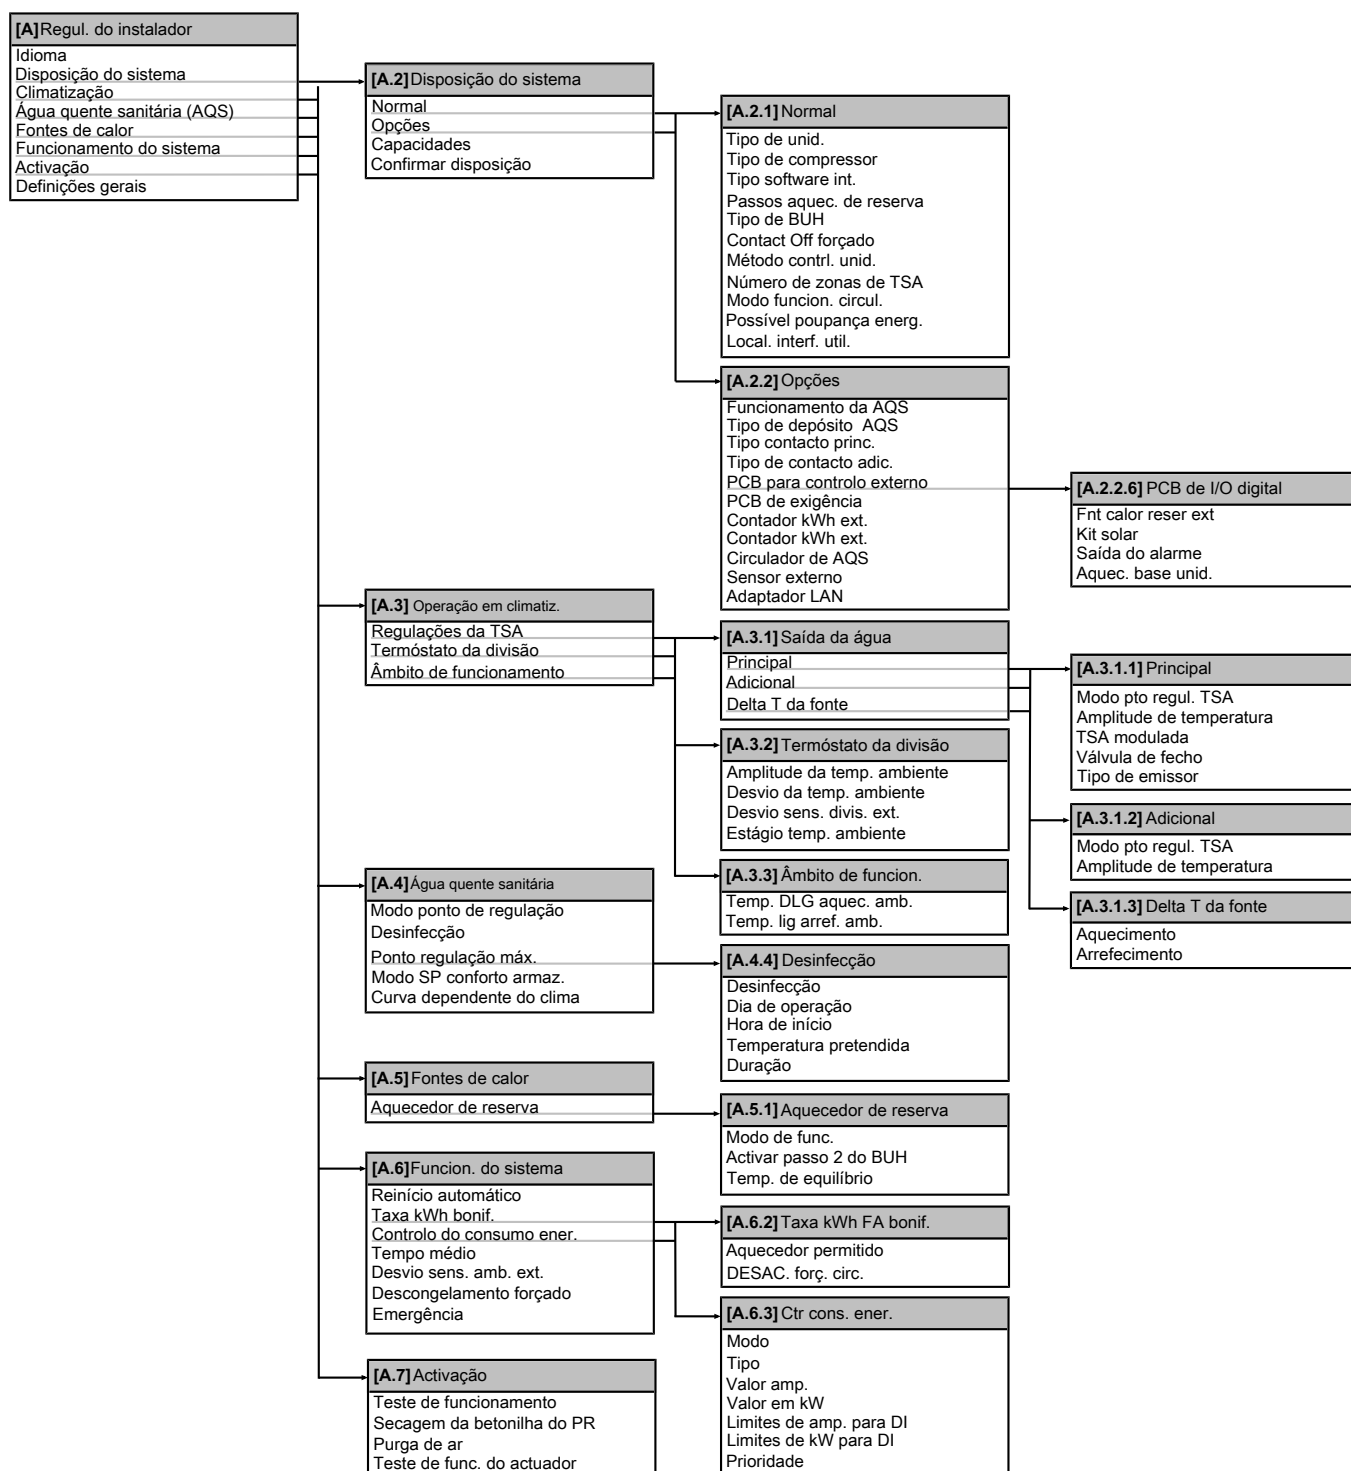 [A] Regul. do instalador
Idioma
Disposição do sistema
Climatização
Água quente sanitária (AQS)
Fontes de calor
Funcionamento do sistema
Activação
Definições gerais
[A.2] Disposição do sistema
Normal
Opções
Capacidades
Confirmar disposição
[A.2.1] Normal
Tipo de unid.
Tipo de compressor
Tipo software int.
Passos aquec. de reserva
Tipo de BUH
Contact Off forçado
Método contrl. unid.
Número de zonas de TSA
Modo funcion. circul.
Possível poupança energ.
Local. interf. util.
[A.2.2] Opções
Funcionamento da AQS
Tipo de depósito AQS
Tipo contacto princ.
Tipo de contacto adic.
PCB para controlo externo
PCB de exigência
Contador kWh ext.
Contador kWh ext.
Circulador de AQS
Sensor externo
Adaptador LAN
[A.2.2.6] PCB de I/O digital
Fnt calor reser ext
Kit solar
Saída do alarme
Aquec. base unid.
[A.3] Operação em climatiz.
Regulações da TSA
Termóstato da divisão
Âmbito de funcionamento
[A.3.1] Saída da água
Principal
Adicional
Delta T da fonte
[A.3.1.1] Principal
Modo pto regul. TSA
Amplitude de temperatura
TSA modulada
Válvula de fecho
Tipo de emissor
[A.3.2] Termóstato da divisão
Amplitude da temp. ambiente
Desvio da temp. ambiente
Desvio sens. divis. ext.
Estágio temp. ambiente
[A.3.1.2] Adicional
Modo pto regul. TSA
Amplitude de temperatura
[A.3.3] Âmbito de funcion.
Temp. DLG aquec. amb.
Temp. lig arref. amb.
[A.3.1.3] Delta T da fonte
Aquecimento
Arrefecimento
[A.4] Água quente sanitária
Modo ponto de regulação
Desinfecção
Ponto regulação máx.
Modo SP conforto armaz.
Curva dependente do clima
[A.4.4] Desinfecção
Desinfecção
Dia de operação
Hora de início
Temperatura pretendida
Duração
[A.5] Fontes de calor
Aquecedor de reserva
[A.5.1] Aquecedor de reserva
Modo de func.
Activar passo 2 do BUH
Temp. de equilíbrio
[A.6] Funcion. do sistema
Reinício automático
Taxa kWh bonif.
Controlo do consumo ener.
Tempo médio
Desvio sens. amb. ext.
Descongelamento forçado
Emergência
[A.6.2] Taxa kWh FA bonif.
Aquecedor permitido
DESAC. forç. circ.
[A.6.3] Ctr cons. ener.
Modo
Tipo
Valor amp.
Valor em kW
Limites de amp. para DI
Limites de kW para DI
Prioridade
[A.7] Activação
Teste de funcionamento
Secagem da betonilha do PR
Purga de ar
Teste de func. do actuador